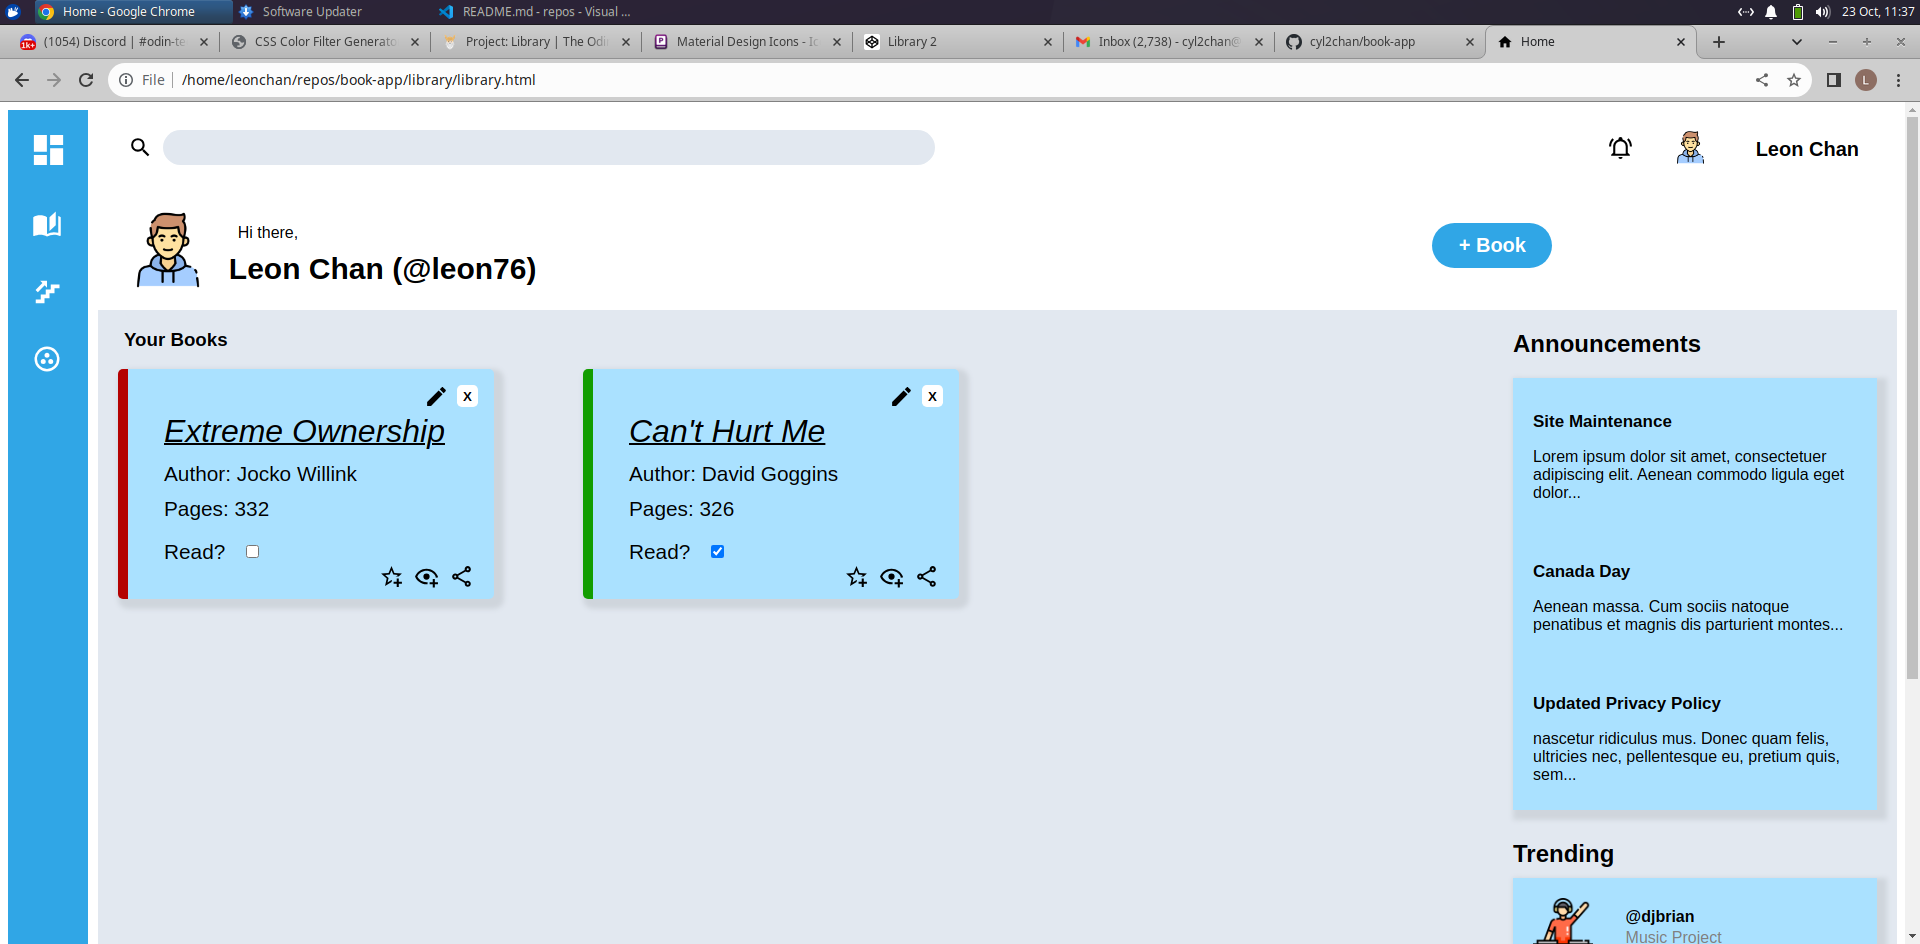 Home - Google Chrome
Software Updater
README.md - repos - Visual ...
23 Oct, 11:37
1k+
(1054) Discord | #odin-te
CSS Color Filter Generato
Project: Library | The Odi
Material Design Icons - Ic
Library 2
Inbox (2,738) - cyl2chan@
cyl2chan/book-app
Home
File
/home/leonchan/repos/book-app/library/library.html
L
Leon Chan
Hi there,
Leon Chan (@leon76)
+ Book
Your Books
X
Extreme Ownership
Author: Jocko Willink
Pages: 332
Read?
X
Can't Hurt Me
Author: David Goggins
Pages: 326
Read?
Announcements
Site Maintenance
Lorem ipsum dolor sit amet, consectetuer
adipiscing elit. Aenean commodo ligula eget
dolor...
Canada Day
Aenean massa. Cum sociis natoque
penatibus et magnis dis parturient montes...
Updated Privacy Policy
nascetur ridiculus mus. Donec quam felis,
ultricies nec, pellentesque eu, pretium quis,
sem...
Trending
@djbrian
Music Project